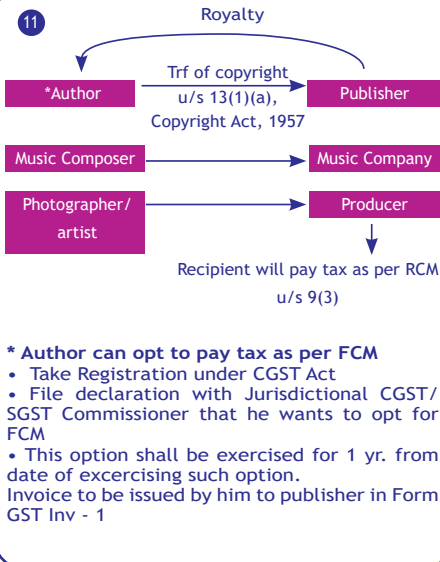 11
Royalty
*Author
Trf of copyright
u/s 13(1)(a),
Copyright Act, 1957
Publisher
Music Composer
Music Company
Photographer/
artist
Producer
Recipient will pay tax as per RCM
u/s 9(3)
* Author can opt to pay tax as per FCM
• Take Registration under CGST Act
• File declaration with Jurisdictional CGST/
SGST Commissioner that he wants to opt for
FCM
• This option shall be exercised for 1 yr. from
date of excercising such option.
Invoice to be issued by him to publisher in Form
GST Inv - 1